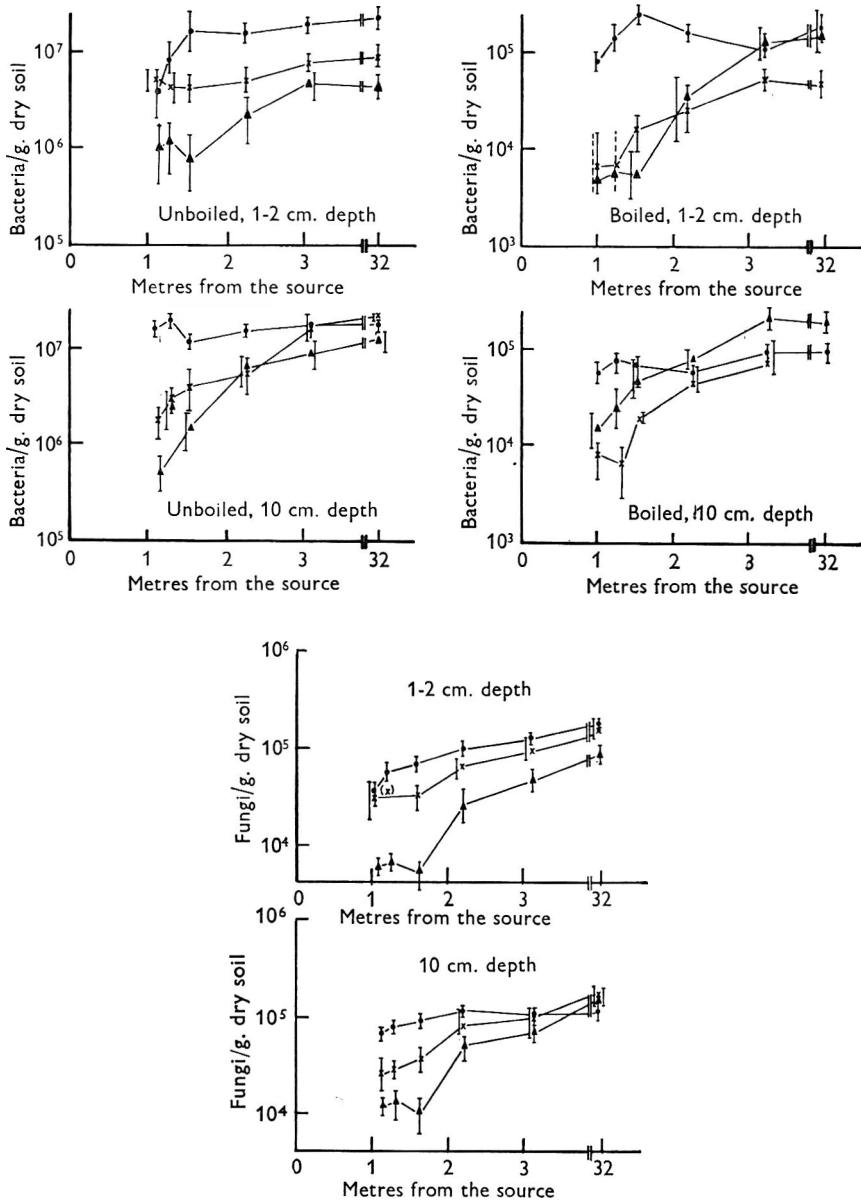 Bacteria/g. dry soil
10⁷
10⁶
10⁵
Unboiled, 1-2 cm. depth
0 1 2 3 32
Metres from the source
Bacteria/g. dry soil
10⁵
10⁴
10³
Boiled, 1-2 cm. depth
0 1 2 3 32
Metres from the source
Bacteria/g. dry soil
10⁷
10⁶
10⁵
Unboiled, 10 cm. depth
0 1 2 3 32
Metres from the source
Bacteria/g. dry soil
10⁵
10⁴
10³
Boiled, 10 cm. depth
0 1 2 3 32
Metres from the source
Fungi/g. dry soil
10⁶
10⁵
10⁴
1-2 cm. depth
(x)
0 1 2 3 32
Metres from the source
Fungi/g. dry soil
10⁶
10⁵
10⁴
10 cm. depth
0 1 2 3 32
Metres from the source